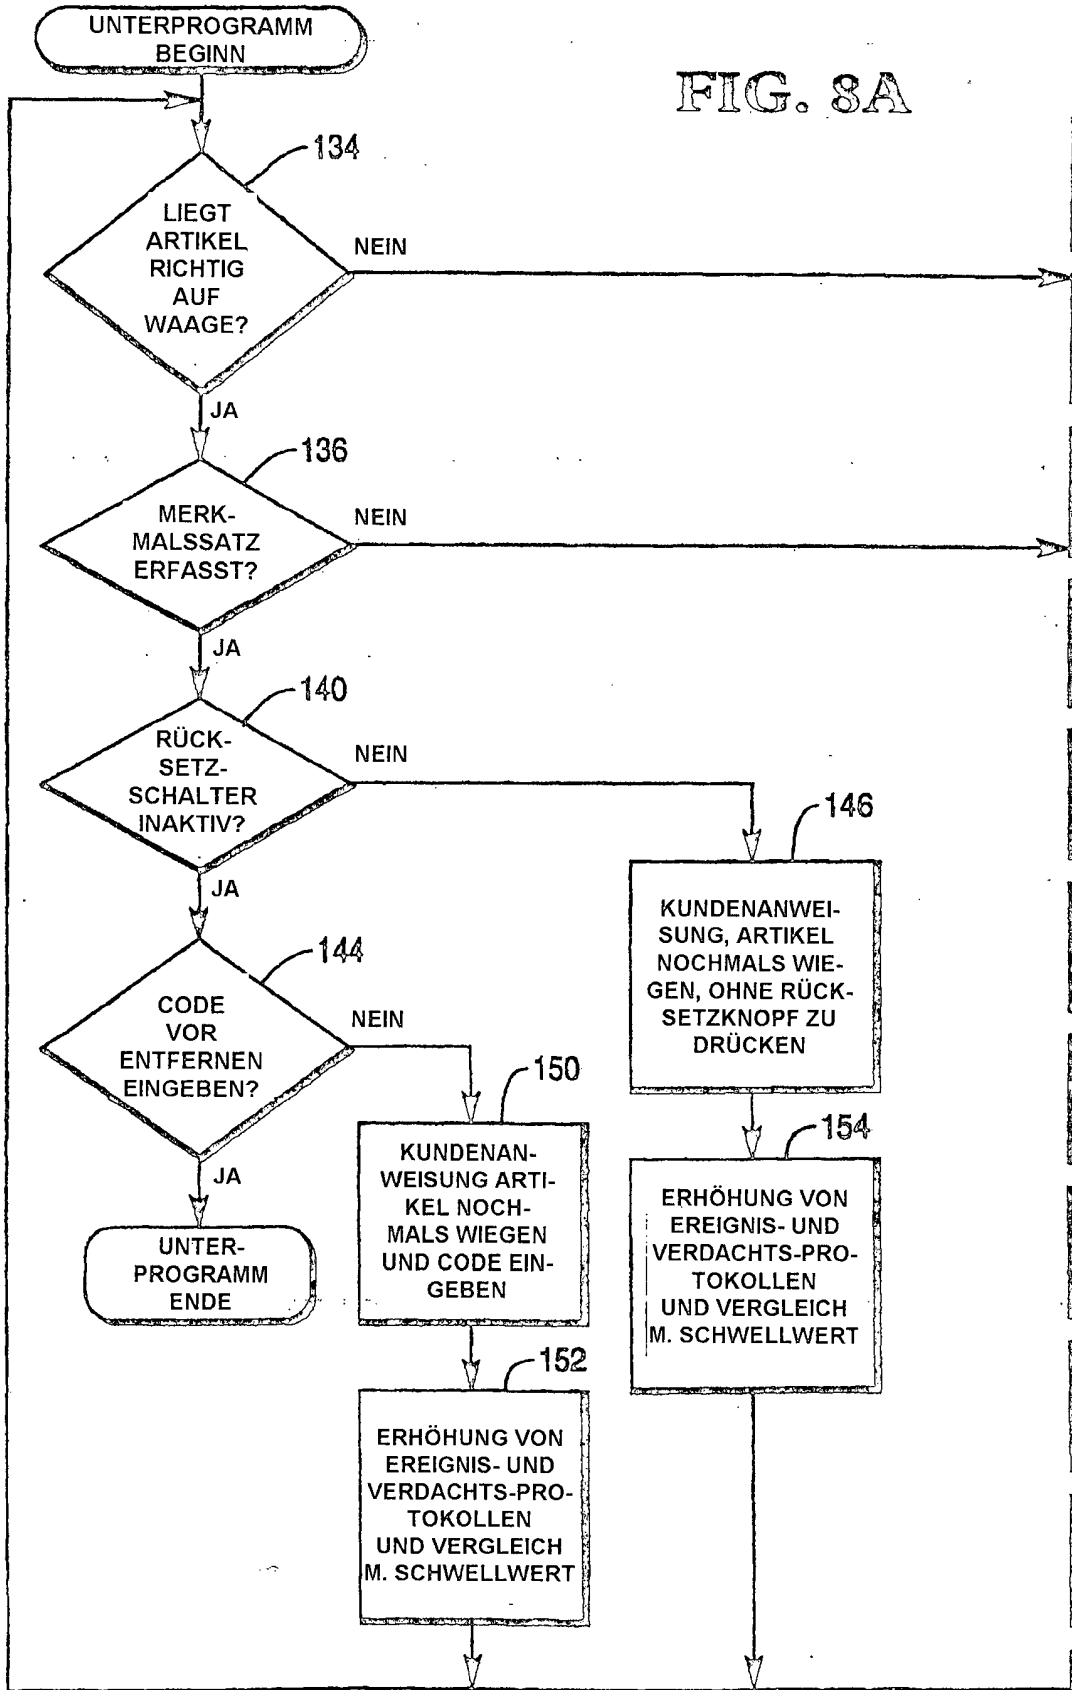 UNTERPROGRAMM
BEGINN
FIG. 8A
134
LIEGT
ARTIKEL
RICHTIG
AUF
WAAGE?
NEIN
JA
136
MERK-
MALSSATZ
ERFASST?
NEIN
JA
140
RÜCK-
SETZ-
SCHALTER
INAKTIV?
NEIN
JA
146
KUNDENANWEI-
SUNG, ARTIKEL
NOCHMALS WIE-
GEN, OHNE RÜCK-
SETZKNOPF ZU
DRÜCKEN
144
CODE
VOR
ENTFERNEN
EINGEBEN?
NEIN
JA
150
KUNDENAN-
WEISUNG ARTI-
KEL NOCH-
MALS WIEGEN
UND CODE EIN-
GEBEN
154
ERHÖHUNG VON
EREIGNIS- UND
VERDACHTS-PRO-
TOKOLLEN
UND VERGLEICH
M. SCHWELLWERT
UNTER-
PROGRAMM
ENDE
152
ERHÖHUNG VON
EREIGNIS- UND
VERDACHTS-PRO-
TOKOLLEN
UND VERGLEICH
M. SCHWELLWERT